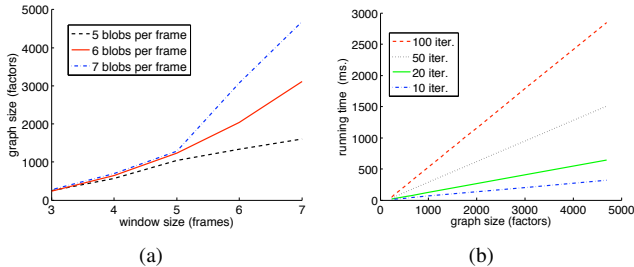 5000
4000
3000
2000
1000
0
graph size (factors)
5 blobs per frame
6 blobs per frame
7 blobs per frame
3 4 5 6 7
window size (frames)
(a)
3000
2500
2000
1500
1000
500
0
running time (ms.)
100 iter.
50 iter.
20 iter.
10 iter.
0 1000 2000 3000 4000 5000
graph size (factors)
(b)